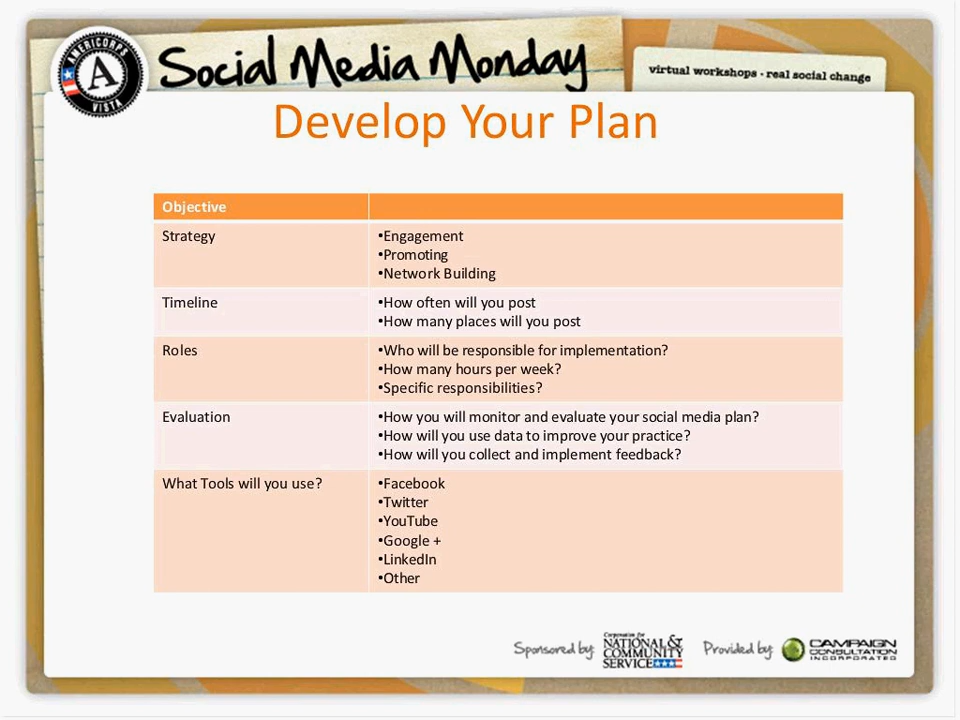 AMERICORPS
A
VISTA
Social Media Monday
virtual workshops · real social change
Develop Your Plan
Objective
Strategy
•Engagement
•Promoting
•Network Building
Timeline
•How often will you post
•How many places will you post
Roles
•Who will be responsible for implementation?
•How many hours per week?
•Specific responsibilities?
Evaluation
•How you will monitor and evaluate your social media plan?
•How will you use data to improve your practice?
•How will you collect and implement feedback?
What Tools will you use?
•Facebook
•Twitter
•YouTube
•Google +
•LinkedIn
•Other
Sponsored by:
Corporation for
NATIONAL &
COMMUNITY
SERVICE
Provided by:
CAMPAIGN
CONSULTATION
INCORPORATED